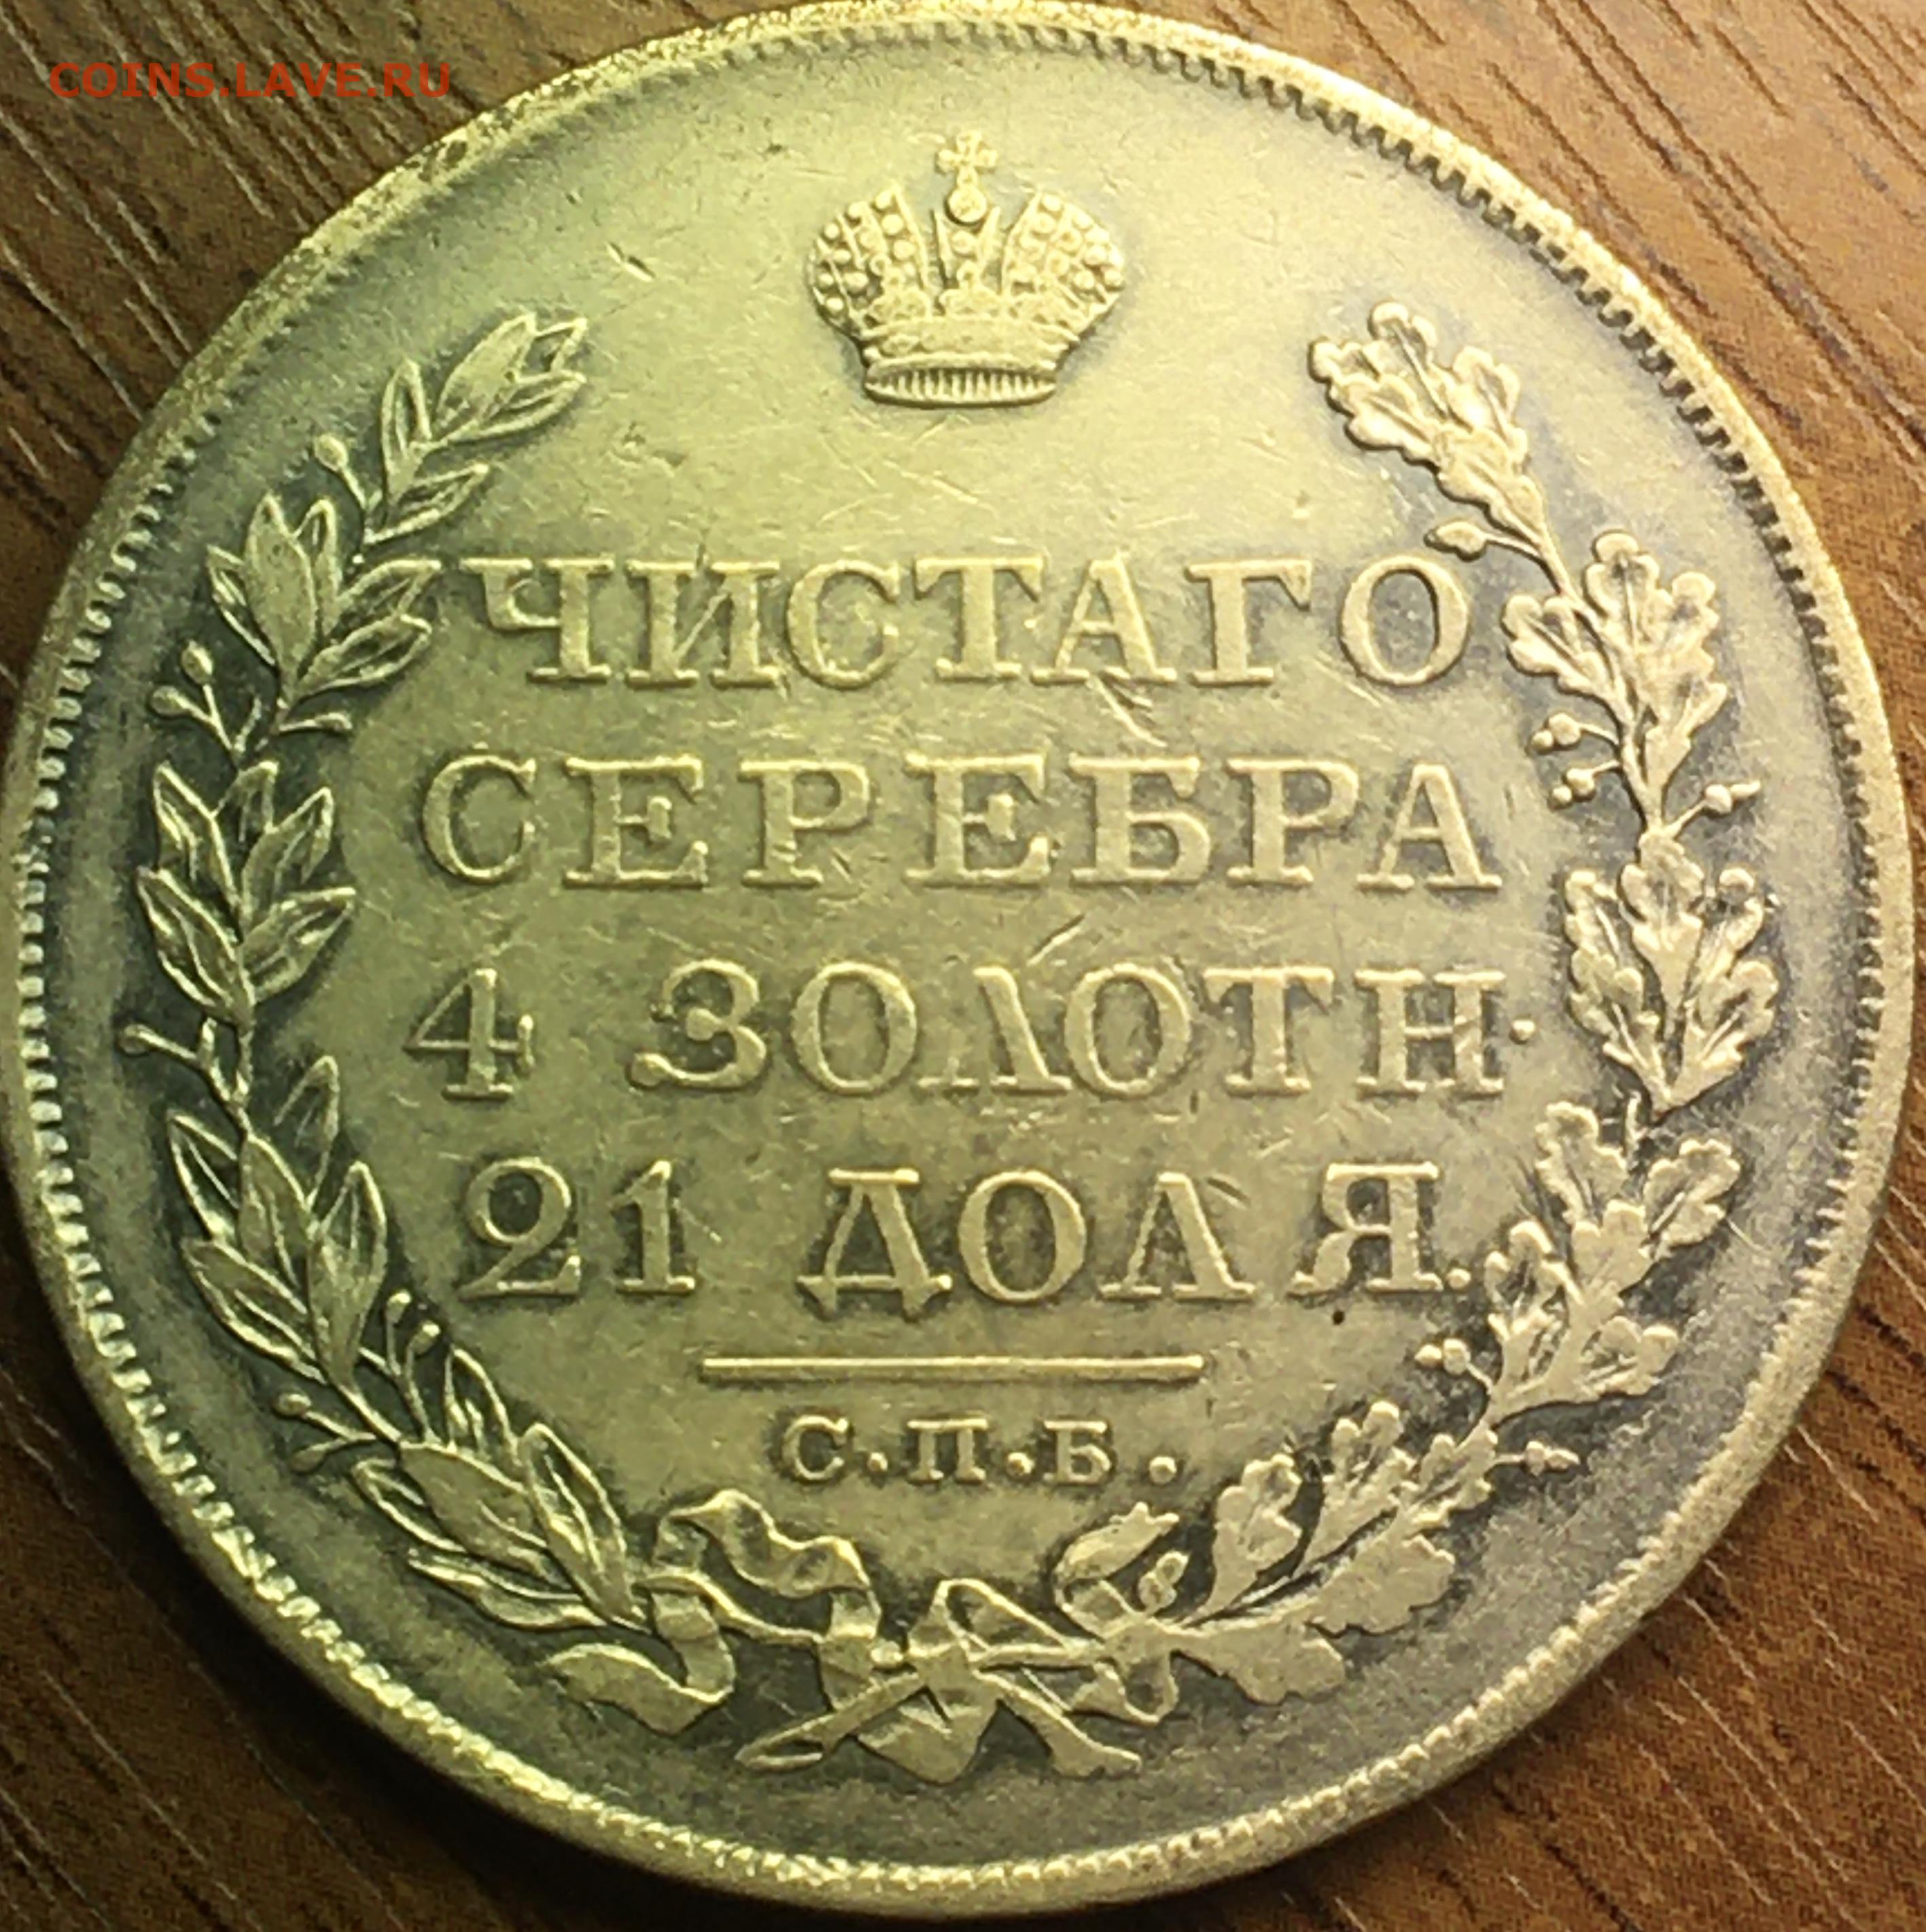 COINS.LAVE.RU
ЧИСТАГО
СЕРЕБРА
4 ЗОЛОТН.
21 ДОЛЯ.
С.П.Б.